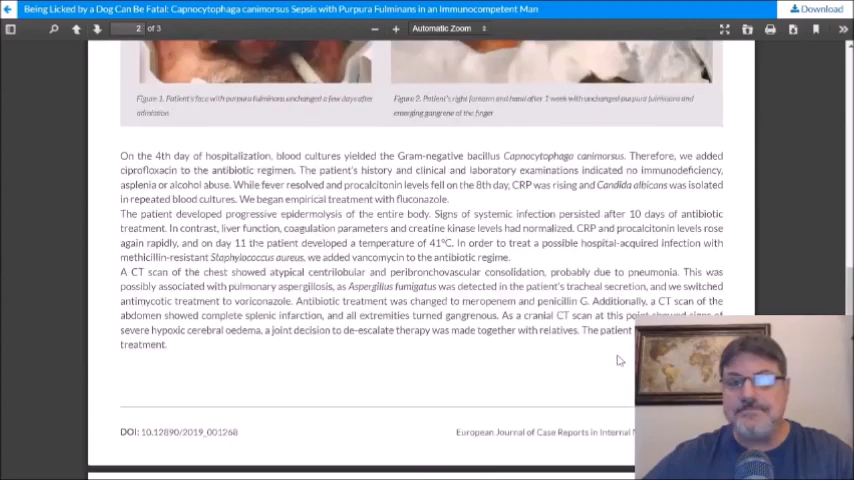 Being Licked by a Dog Can Be Fatal: Capnocytophaga canimorsus Sepsis with Purpura Fulminans in an Immunocompetent Man
Download
2 of 3
Automatic Zoom
Figure 1. Patient's face with purpura fulminans unchanged a few days after
admission
Figure 2. Patient's right forearm and hand after 1 week with unchanged purpura fulminans and
emerging gangrene of the finger
On the 4th day of hospitalization, blood cultures yielded the Gram-negative bacillus Capnocytophaga canimorsus. Therefore, we added
ciprofloxacin to the antibiotic regimen. The patient's history and clinical and laboratory examinations indicated no immunodeficiency,
asplenia or alcohol abuse. While fever resolved and procalcitonin levels fell on the 8th day, CRP was rising and Candida albicans was isolated
in repeated blood cultures. We began empirical treatment with fluconazole.
The patient developed progressive epidermolysis of the entire body. Signs of systemic infection persisted after 10 days of antibiotic
treatment. In contrast, liver function, coagulation parameters and creatine kinase levels had normalized. CRP and procalcitonin levels rose
again rapidly, and on day 11 the patient developed a temperature of 41°C. In order to treat a possible hospital-acquired infection with
methicillin-resistant Staphylococcus aureus, we added vancomycin to the antibiotic regime.
A CT scan of the chest showed atypical centrilobular and peribronchovascular consolidation, probably due to pneumonia. This was
possibly associated with pulmonary aspergillosis, as Aspergillus fumigatus was detected in the patient's tracheal secretion, and we switched
antimycotic treatment to voriconazole. Antibiotic treatment was changed to meropenem and penicillin G. Additionally, a CT scan of the
abdomen showed complete splenic infarction, and all extremities turned gangrenous. As a cranial CT scan at this point showed signs of
severe hypoxic cerebral oedema, a joint decision to de-escalate therapy was made together with relatives. The patient
treatment.
DOI: 10.12890/2019_001268
European Journal of Case Reports in Internal